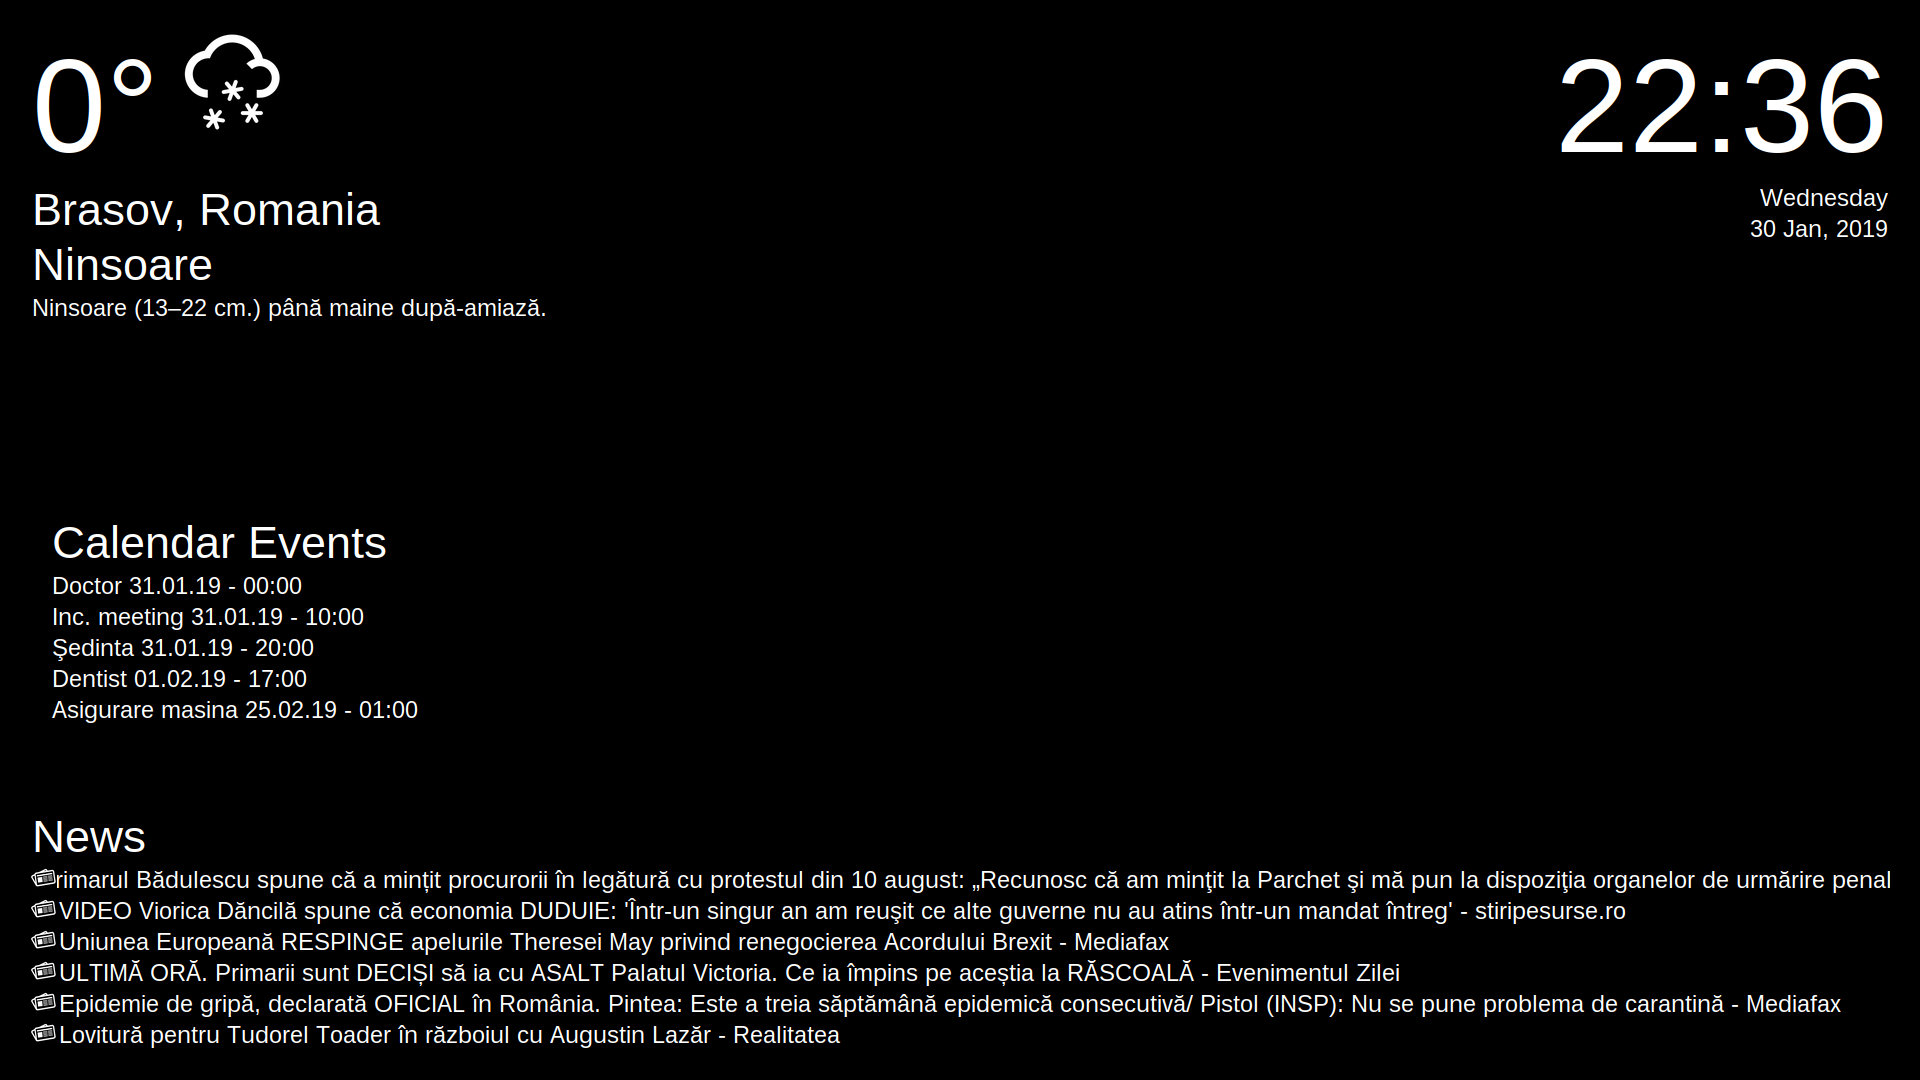 0°
22:36
Wednesday
30 Jan, 2019
Brasov, Romania
Ninsoare
Ninsoare (13–22 cm.) până maine după-amiază.
Calendar Events
Doctor 31.01.19 - 00:00
Inc. meeting 31.01.19 - 10:00
Şedinta 31.01.19 - 20:00
Dentist 01.02.19 - 17:00
Asigurare masina 25.02.19 - 01:00
News
rimarul Bădulescu spune că a mințit procurorii în legătură cu protestul din 10 august: „Recunosc că am minţit la Parchet şi mă pun la dispoziţia organelor de urmărire penal
VIDEO Viorica Dăncilă spune că economia DUDUIE: 'Într-un singur an am reuşit ce alte guverne nu au atins într-un mandat întreg' - stiripesurse.ro
Uniunea Europeană RESPINGE apelurile Theresei May privind renegocierea Acordului Brexit - Mediafax
ULTIMĂ ORĂ. Primarii sunt DECIȘI să ia cu ASALT Palatul Victoria. Ce ia împins pe aceștia la RĂSCOALĂ - Evenimentul Zilei
Epidemie de gripă, declarată OFICIAL în România. Pintea: Este a treia săptămână epidemică consecutivă/ Pistol (INSP): Nu se pune problema de carantină - Mediafax
Lovitură pentru Tudorel Toader în războiul cu Augustin Lazăr - Realitatea